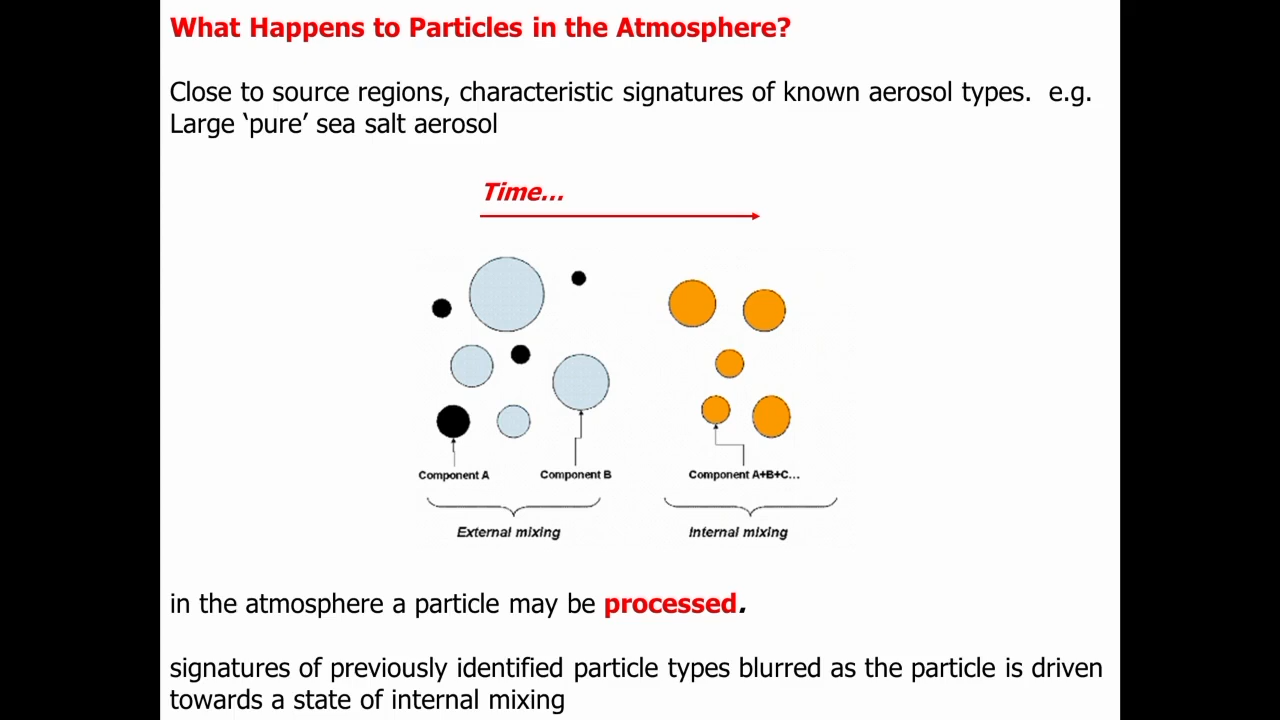 What Happens to Particles in the Atmosphere?
Close to source regions, characteristic signatures of known aerosol types.  e.g.
Large ‘pure’ sea salt aerosol
Time...
Component A
Component B
Component A+B+C...
External mixing
Internal mixing
in the atmosphere a particle may be processed.
signatures of previously identified particle types blurred as the particle is driven
towards a state of internal mixing